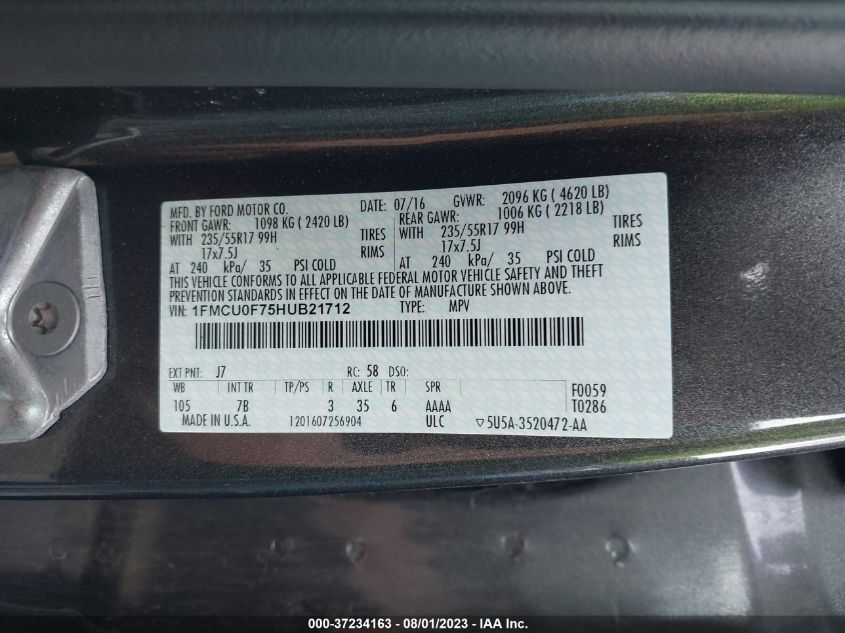 MFD. BY FORD MOTOR CO. DATE: 07/16 GVWR: 2096 KG ( 4620 LB)
FRONT GAWR: 1098 KG ( 2420 LB) REAR GAWR: 1006 KG ( 2218 LB)
WITH 235/55R17 99H TIRES WITH 235/55R17 99H TIRES
17x7.5J RIMS 17x7.5J RIMS
AT 240 kPa/ 35 PSI COLD AT 240 kPa/ 35 PSI COLD
THIS VEHICLE CONFORMS TO ALL APPLICABLE FEDERAL MOTOR VEHICLE SAFETY AND THEFT
PREVENTION STANDARDS IN EFFECT ON THE DATE OF MANUFACTURE SHOWN ABOVE.
VIN: 1FMCU0F75HUB21712 TYPE: MPV
EXT PNT: J7 RC: 58 DSO:
WB INT TR TP/PS R AXLE TR SPR F0059
105 7B 3 35 6 AAAA T0286
MADE IN U.S.A. 1201607256904 ULC ▽5U5A-3520472-AA
000-37234163 - 08/01/2023 - IAA Inc.